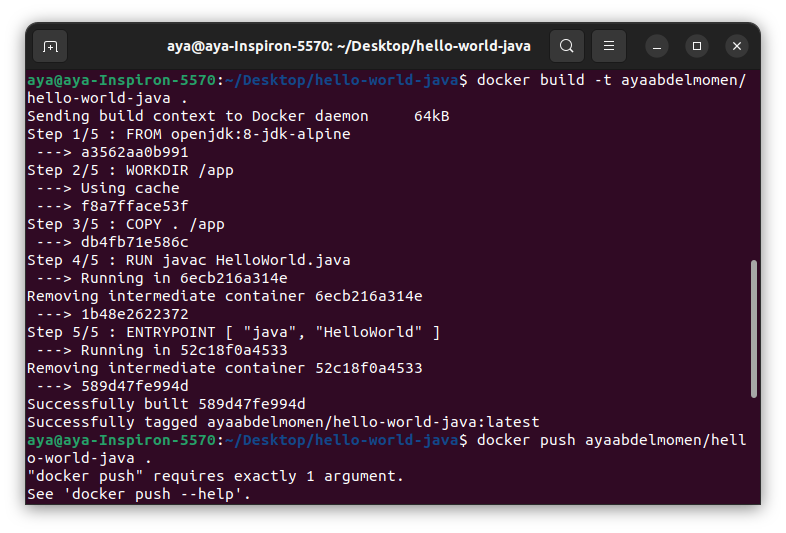 aya@aya-Inspiron-5570: ~/Desktop/hello-world-java
aya@aya-Inspiron-5570:~/Desktop/hello-world-java$ docker build -t ayaabdelmomen/
hello-world-java .
Sending build context to Docker daemon     64kB
Step 1/5 : FROM openjdk:8-jdk-alpine
 ---> a3562aa0b991
Step 2/5 : WORKDIR /app
 ---> Using cache
 ---> f8a7fface53f
Step 3/5 : COPY . /app
 ---> db4fb71e586c
Step 4/5 : RUN javac HelloWorld.java
 ---> Running in 6ecb216a314e
Removing intermediate container 6ecb216a314e
 ---> 1b48e2622372
Step 5/5 : ENTRYPOINT [ "java", "HelloWorld" ]
 ---> Running in 52c18f0a4533
Removing intermediate container 52c18f0a4533
 ---> 589d47fe994d
Successfully built 589d47fe994d
Successfully tagged ayaabdelmomen/hello-world-java:latest
aya@aya-Inspiron-5570:~/Desktop/hello-world-java$ docker push ayaabdelmomen/hell
o-world-java .
"docker push" requires exactly 1 argument.
See 'docker push --help'.